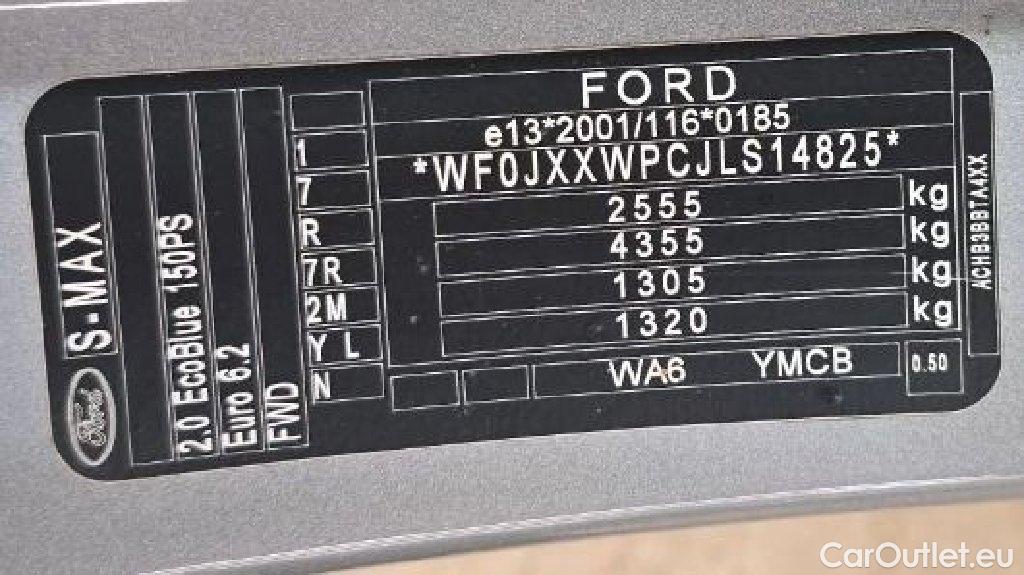 FORD
e13*2001/116*0185
*WF0JXXWPCJLS14825*
2555 kg
4355 kg
1305 kg
1320 kg
WA6 YMCB
0.50
1
7
R
7R
2M
Y L
N
S-MAX
Ford
2.0 EcoBlue 150PS
Euro 6.2
FWD
ACHB3BB7A4XX
CarOutlet.eu